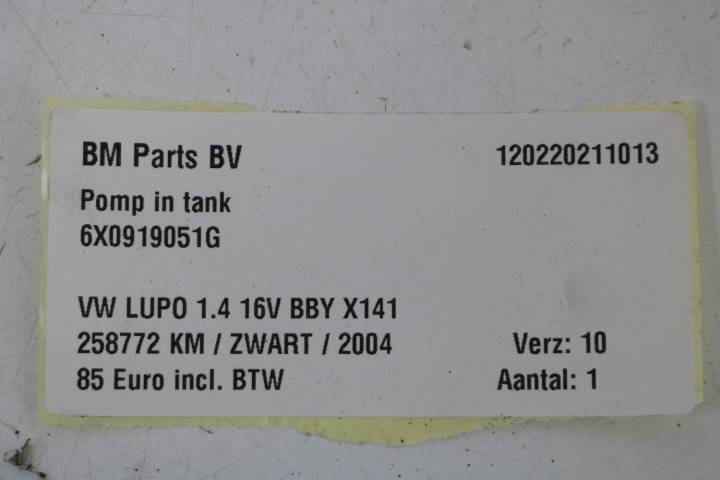 BM Parts BV 120220211013
Pomp in tank
6X0919051G
VW LUPO 1.4 16V BBY X141
258772 KM / ZWART / 2004 Verz: 10
85 Euro incl. BTW Aantal: 1